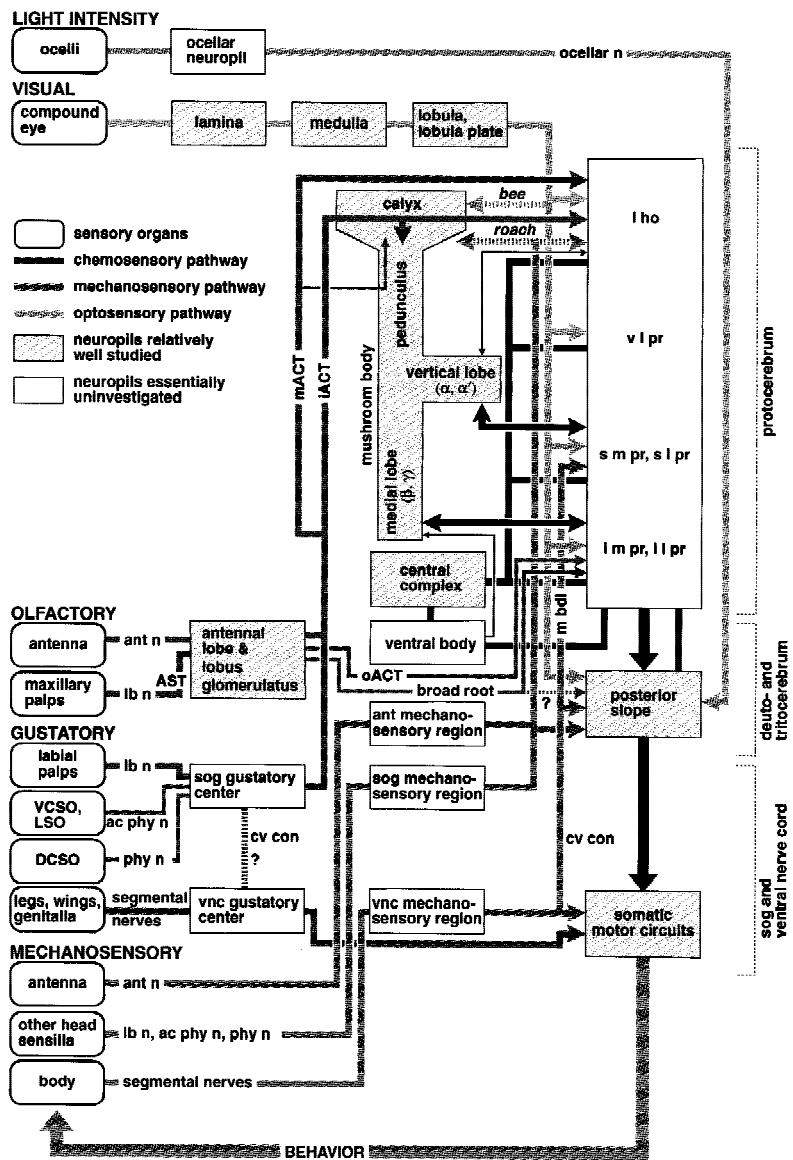 LIGHT INTENSITY
ocelli
ocellar
neuropil
ocellar n
VISUAL
compound
eye
lamina
medulla
lobula,
lobula plate
calyx
bee
roach
l ho
sensory organs
chemosensory pathway
mechanosensory pathway
optosensory pathway
neuropils relatively
well studied
neuropils essentially
uninvestigated
mACT
iACT
mushroom body
pedunculus
vertical lobe
(α, α′)
medial lobe
(β, γ)
v l pr
s m pr, s l pr
i m pr, i l pr
protocerebrum
central
complex
ventral body
m bdl
OLFACTORY
antenna
ant n
maxillary
palps
lb n
AST
antennal
lobe &
lobus
glomerulatus
oACT
broad root
?
posterior
slope
deuto- and
tritocerebrum
ant mechano-
sensory region
GUSTATORY
labial
palps
lb n
sog gustatory
center
sog mechano-
sensory region
VCSO,
LSO
ac phy n
DCSO
phy n
cv con
?
cv con
legs, wings,
genitalia
segmental
nerves
vnc gustatory
center
vnc mechano-
sensory region
somatic
motor circuits
sog and
ventral nerve cord
MECHANOSENSORY
antenna
ant n
other head
sensilla
lb n, ac phy n, phy n
body
segmental nerves
BEHAVIOR